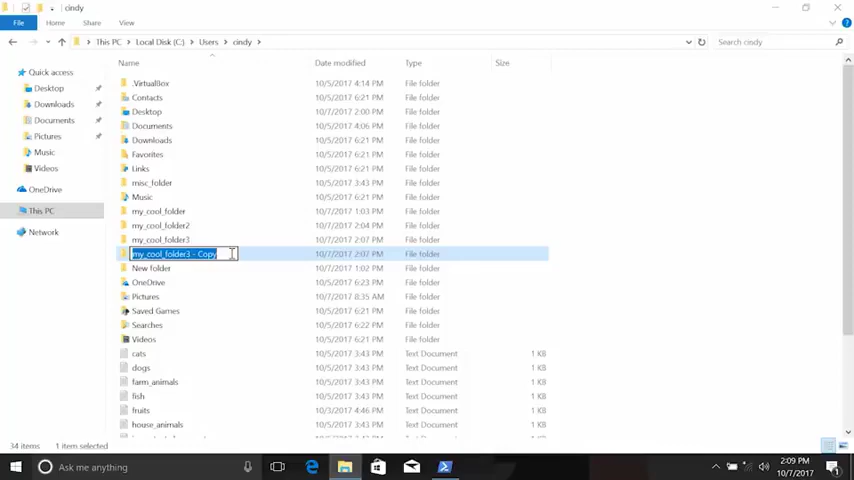 cindy
File Home Share View
This PC Local Disk (C:) Users cindy Search cindy
Name Date modified Type Size
Quick access
Desktop
Downloads
Documents
Pictures
Music
Videos
OneDrive
This PC
Network
.VirtualBox 10/5/2017 4:14 PM File folder
Contacts 10/5/2017 6:21 PM File folder
Desktop 10/7/2017 2:00 PM File folder
Documents 10/5/2017 4:06 PM File folder
Downloads 10/5/2017 6:21 PM File folder
Favorites 10/5/2017 6:21 PM File folder
Links 10/5/2017 6:21 PM File folder
misc_folder 10/5/2017 3:43 PM File folder
Music 10/5/2017 6:21 PM File folder
my_cool_folder 10/7/2017 1:03 PM File folder
my_cool_folder2 10/7/2017 2:04 PM File folder
my_cool_folder3 10/7/2017 2:07 PM File folder
my_cool_folder3 - Copy 10/7/2017 2:07 PM File folder
New folder 10/7/2017 1:02 PM File folder
OneDrive 10/5/2017 6:23 PM File folder
Pictures 10/7/2017 8:35 AM File folder
Saved Games 10/5/2017 6:21 PM File folder
Searches 10/5/2017 6:22 PM File folder
Videos 10/5/2017 6:21 PM File folder
cats 10/5/2017 3:43 PM Text Document 1 KB
dogs 10/5/2017 3:43 PM Text Document 1 KB
farm_animals 10/5/2017 3:43 PM Text Document 1 KB
fish 10/5/2017 3:43 PM Text Document 1 KB
fruits 10/3/2017 4:46 PM Text Document 1 KB
house_animals 10/5/2017 3:43 PM Text Document 1 KB
34 items 1 item selected
Ask me anything
2:09 PM
10/7/2017